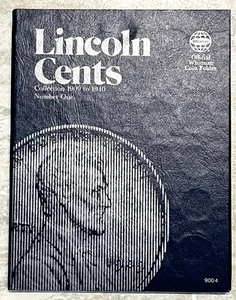 Lincoln
Cents
Collection 1909 to 1940
Number One
Official
Whitman
Coin Folder
9004